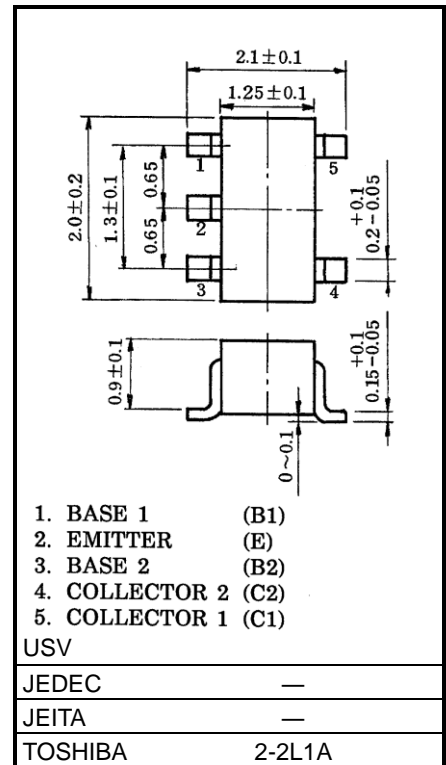 2.1±0.1
1.25±0.1
2.0±0.2
1.3±0.1
0.65
0.65
1
2
3
5
4
+0.1
0.2-0.05
0.9±0.1
+0.1
0.15-0.05
0~0.1
1. BASE 1 (B1)
2. EMITTER (E)
3. BASE 2 (B2)
4. COLLECTOR 2 (C2)
5. COLLECTOR 1 (C1)
USV
JEDEC —
JEITA —
TOSHIBA 2-2L1A